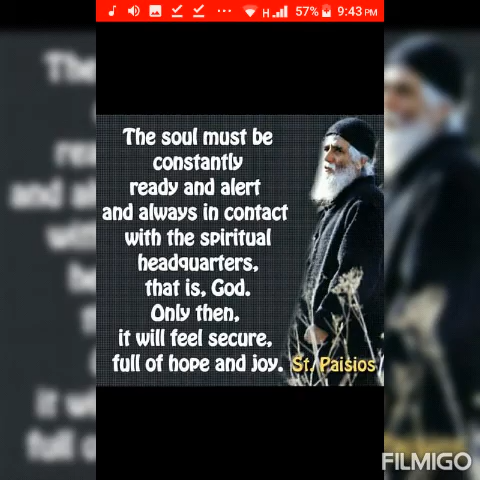 H 57% 9:43 PM
The soul must be
constantly
ready and alert
and always in contact
with the spiritual
headquarters,
that is, God.
Only then,
it will feel secure,
full of hope and joy. St. Paisios
FILMIGO